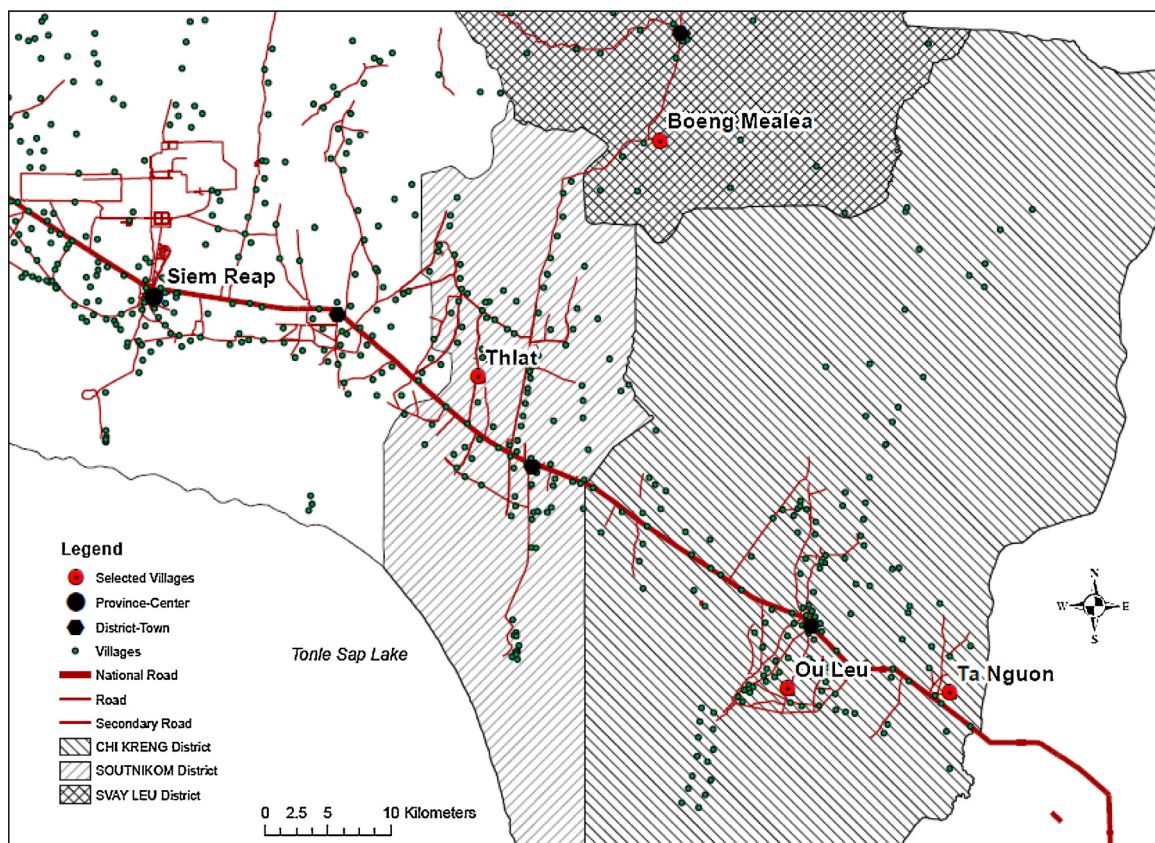 Boeng Mealea
Siem Reap
Thlat
Legend
Selected Villages
Province-Center
District-Town
Villages
National Road
Road
Secondary Road
CHI KRENG District
SOUTNIKOM District
SVAY LEU District
Tonle Sap Lake
Ou Leu
Ta Nguon
N
W E
S
0 2.5 5 10 Kilometers